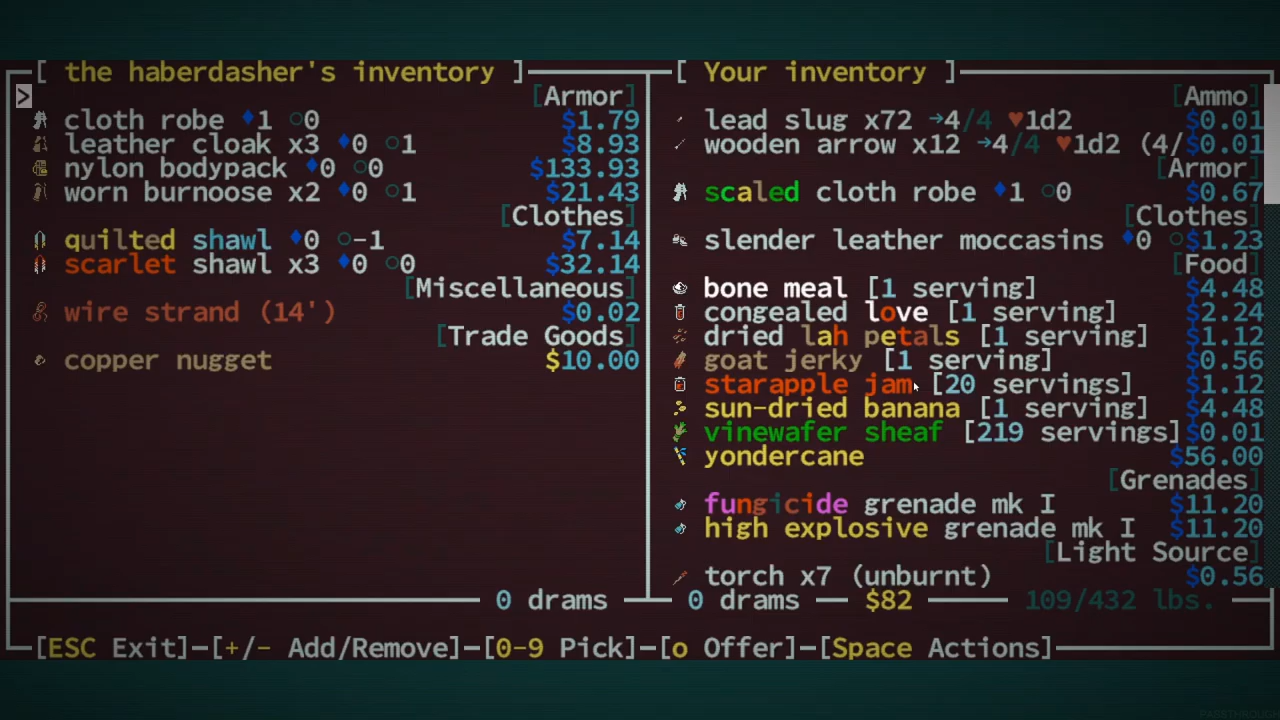 [ the haberdasher's inventory ]
>
[Armor]
cloth robe ♦1 ○0 $1.79
leather cloak x3 ♦0 ○1 $8.93
nylon bodypack ♦0 ○0 $133.93
worn burnoose x2 ♦0 ○1 $21.43
[Clothes]
quilted shawl ♦0 ○-1 $7.14
scarlet shawl x3 ♦0 ○0 $32.14
[Miscellaneous]
wire strand (14') $0.02
[Trade Goods]
copper nugget $10.00
0 drams
[ Your inventory ]
[Ammo]
lead slug x72 →4/4 ♥1d2 $0.01
wooden arrow x12 →4/4 ♥1d2 (4/ $0.01
[Armor]
scaled cloth robe ♦1 ○0 $0.67
[Clothes]
slender leather moccasins ♦0 ○$1.23
[Food]
bone meal [1 serving] $4.48
congealed love [1 serving] $2.24
dried lah petals [1 serving] $1.12
goat jerky [1 serving] $0.56
starapple jam [20 servings] $1.12
sun-dried banana [1 serving] $4.48
vinewafer sheaf [219 servings] $0.01
yondercane $56.00
[Grenades]
fungicide grenade mk I $11.20
high explosive grenade mk I $11.20
[Light Source]
torch x7 (unburnt) $0.56
0 drams $82 109/432 lbs.
[ESC Exit]-[+/- Add/Remove]-[0-9 Pick]-[o Offer]-[Space Actions]